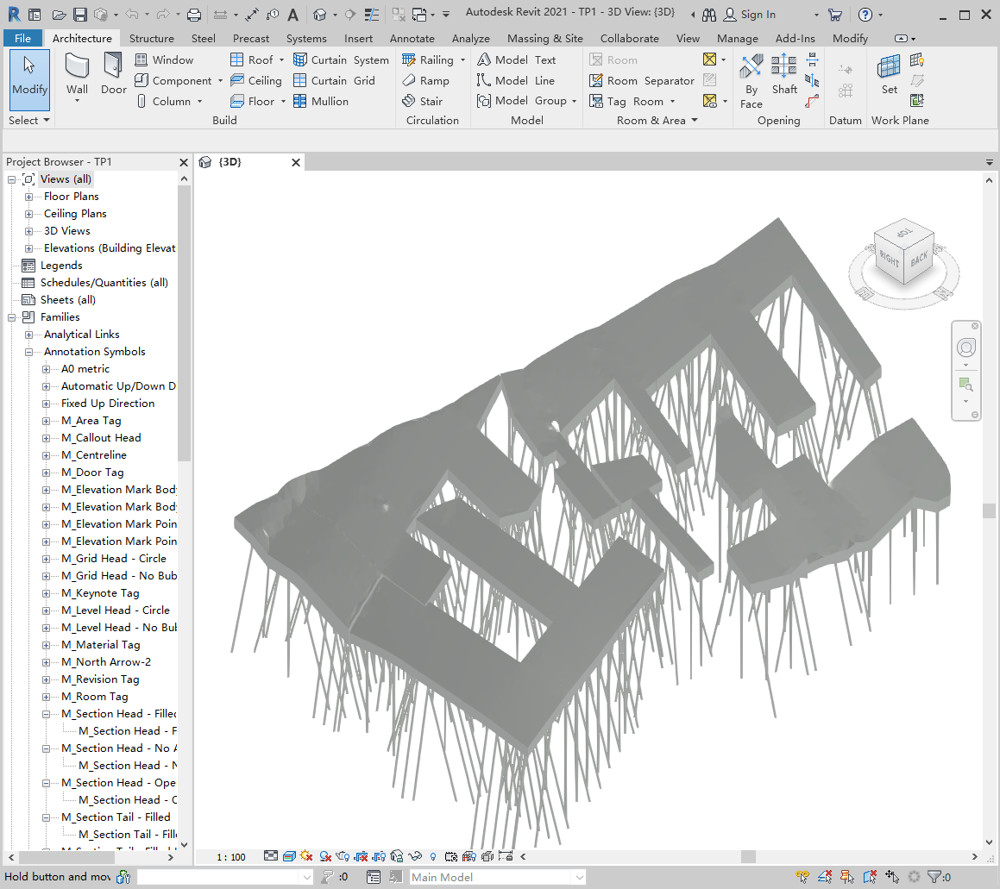 Autodesk Revit 2021 - TP1 - 3D View: {3D}
Sign In
File Architecture Structure Steel Precast Systems Insert Annotate Analyze Massing & Site Collaborate View Manage Add-Ins Modify
Modify
Select
Wall
Door
Window
Component
Column
Roof
Ceiling
Floor
Curtain System
Curtain Grid
Mullion
Build
Railing
Ramp
Stair
Circulation
Model Text
Model Line
Model Group
Model
Room
Room Separator
Tag Room
Room & Area
By
Face
Shaft
Opening
Datum
Set
Work Plane
Project Browser - TP1
{3D}
Views (all)
Floor Plans
Ceiling Plans
3D Views
Elevations (Building Elevat
Legends
Schedules/Quantities (all)
Sheets (all)
Families
Analytical Links
Annotation Symbols
A0 metric
Automatic Up/Down D
Fixed Up Direction
M_Area Tag
M_Callout Head
M_Centreline
M_Door Tag
M_Elevation Mark Body
M_Elevation Mark Body
M_Elevation Mark Poin
M_Elevation Mark Poin
M_Grid Head - Circle
M_Grid Head - No Bub
M_Keynote Tag
M_Level Head - Circle
M_Level Head - No Bub
M_Material Tag
M_North Arrow-2
M_Revision Tag
M_Room Tag
M_Section Head - Filled
M_Section Head - F
M_Section Head - No A
M_Section Head - N
M_Section Head - Ope
M_Section Head - O
M_Section Tail - Filled
M_Section Tail - Fille
TOP
RIGHT
BACK
1 : 100
Hold button and mov
:0
Main Model
:0